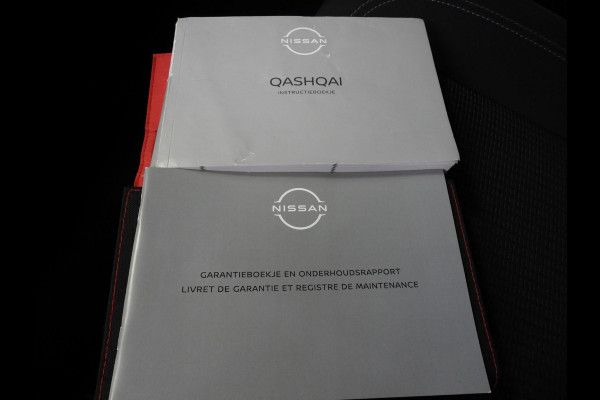 NISSAN
QASHQAI
INSTRUCTIEBOEKJE
NISSAN
GARANTIEBOEKJE EN ONDERHOUDSRAPPORT
LIVRET DE GARANTIE ET REGISTRE DE MAINTENANCE